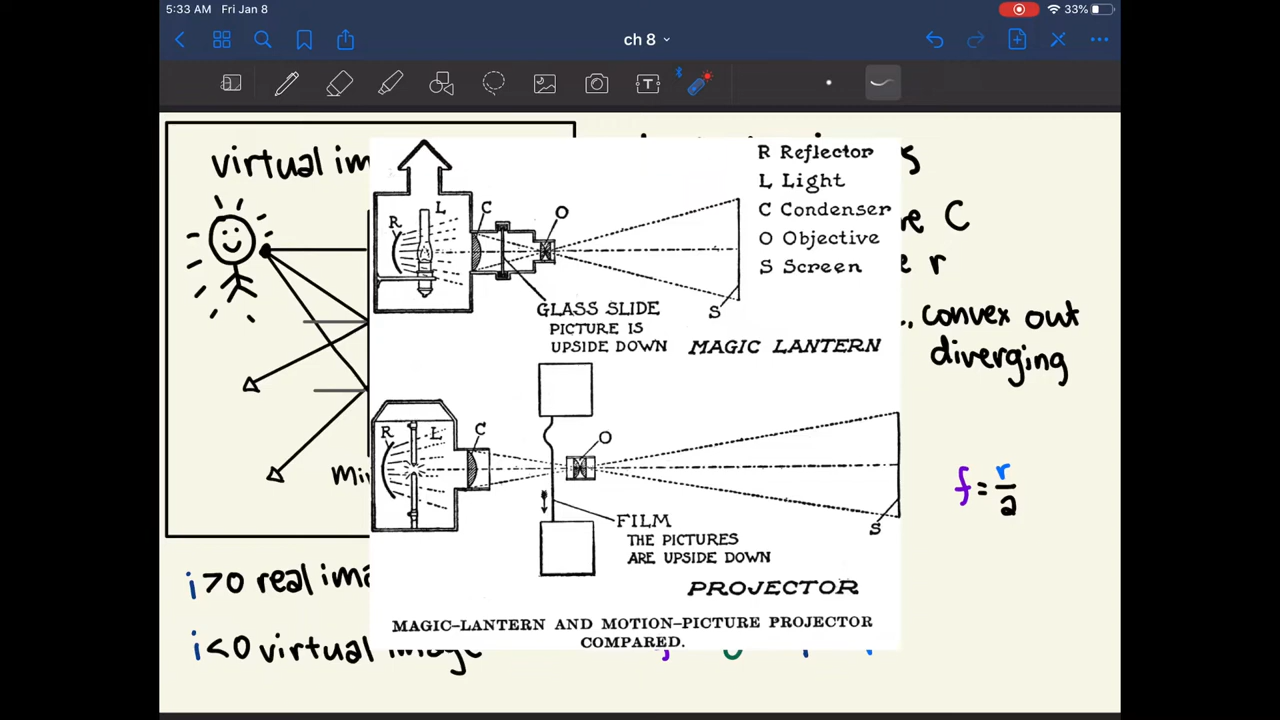 5:33 AM Fri Jan 8
33%
ch 8
T
virtual im
R Reflector
L Light
C Condenser
O Objective
S Screen
R
L
C
O
S
GLASS SLIDE
PICTURE IS
UPSIDE DOWN
MAGIC LANTERN
e C
r
convex out
diverging
R
L
C
O
S
FILM
THE PICTURES
ARE UPSIDE DOWN
PROJECTOR
MAGIC-LANTERN AND MOTION-PICTURE PROJECTOR
COMPARED.
f = r/2
i>0 real ima
i<0 virtual image